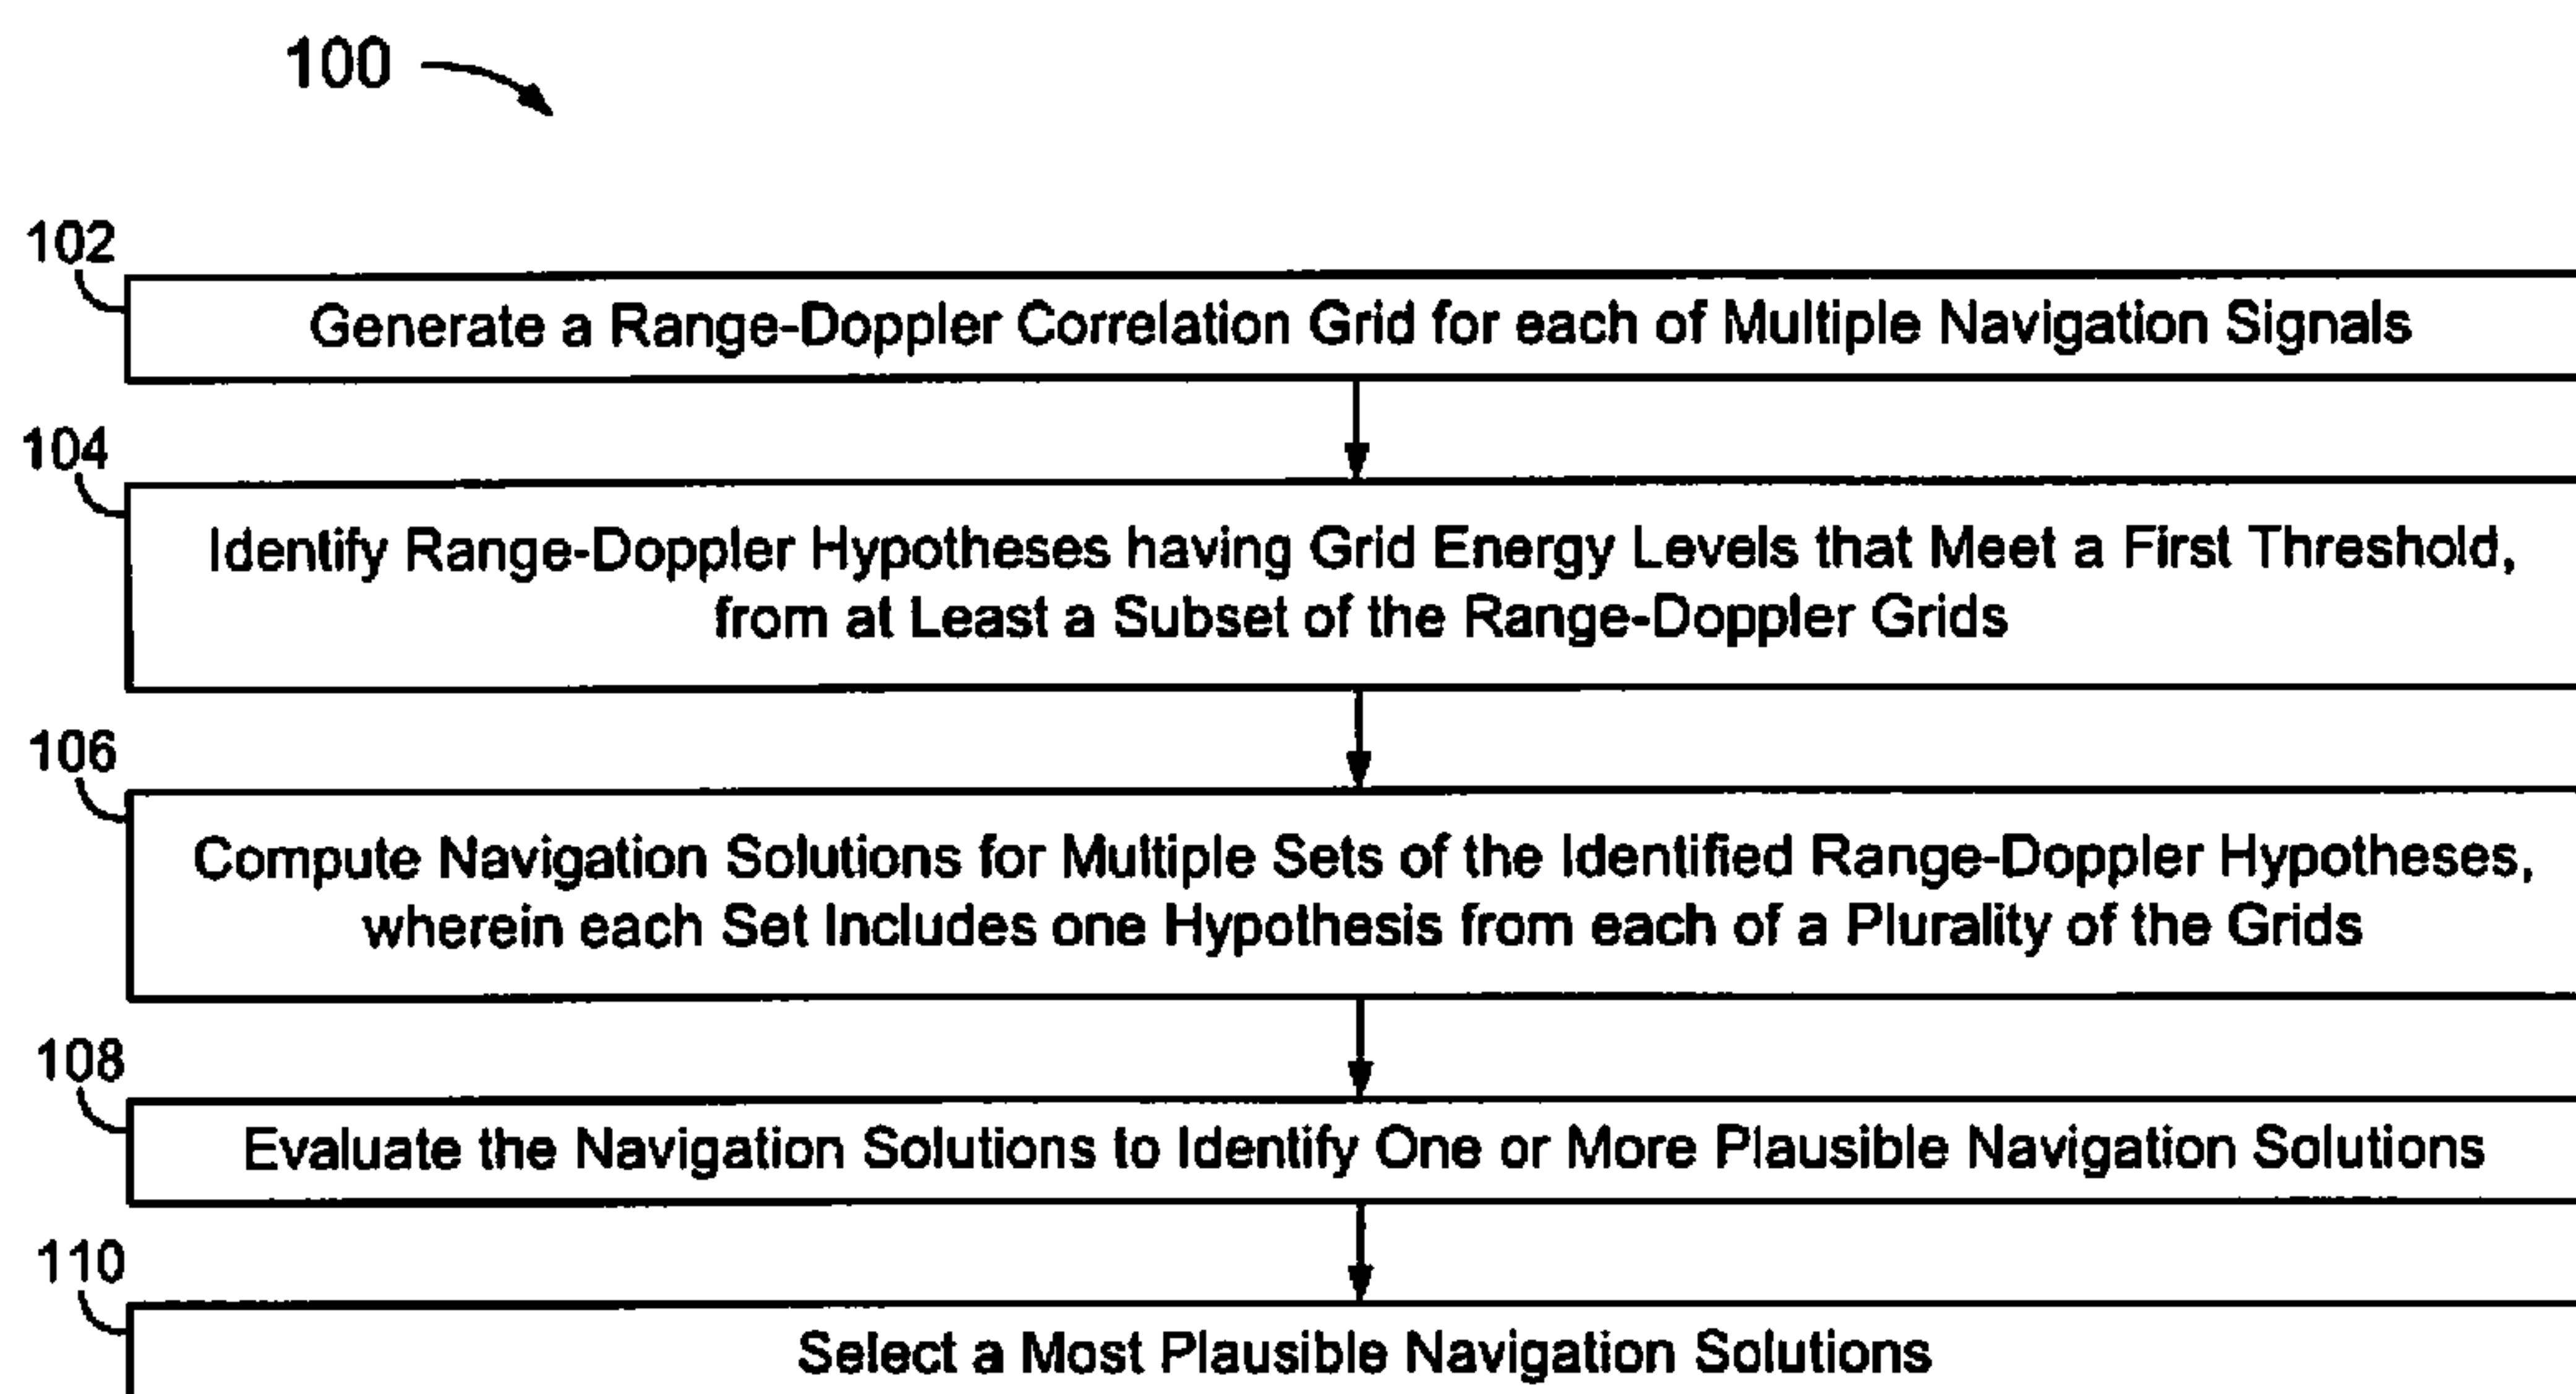 100
102
Generate a Range-Doppler Correlation Grid for each of Multiple Navigation Signals
104
Identify Range-Doppler Hypotheses having Grid Energy Levels that Meet a First Threshold,
from at Least a Subset of the Range-Doppler Grids
106
Compute Navigation Solutions for Multiple Sets of the Identified Range-Doppler Hypotheses,
wherein each Set Includes one Hypothesis from each of a Plurality of the Grids
108
Evaluate the Navigation Solutions to Identify One or More Plausible Navigation Solutions
110
Select a Most Plausible Navigation Solutions